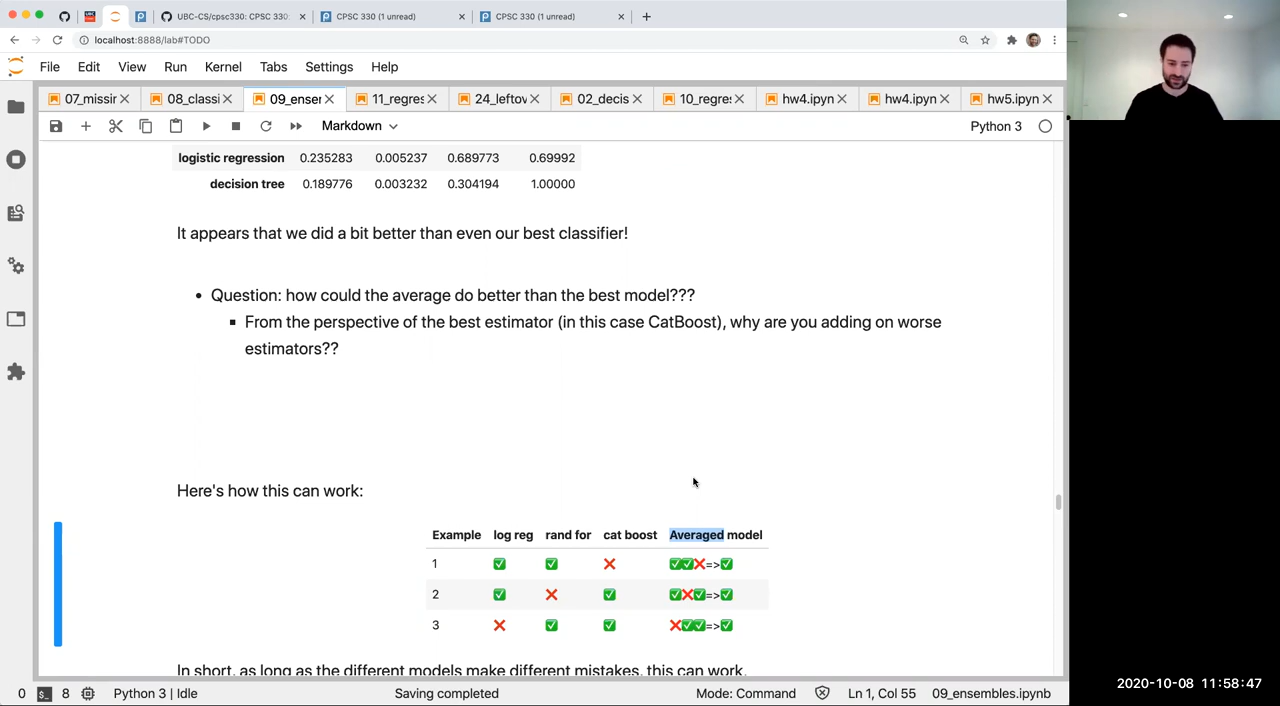 UBC-CS/cpsc330: CPSC 330:
CPSC 330 (1 unread)
CPSC 330 (1 unread)
localhost:8888/lab#TODO
File Edit View Run Kernel Tabs Settings Help
07_missir 08_classi 09_enser 11_regres 24_leftov 02_decis 10_regre: hw4.ipyn hw4.ipyn hw5.ipyn
Markdown Python 3
logistic regression 0.235283 0.005237 0.689773 0.69992
decision tree 0.189776 0.003232 0.304194 1.00000
It appears that we did a bit better than even our best classifier!
• Question: how could the average do better than the best model???
▪ From the perspective of the best estimator (in this case CatBoost), why are you adding on worse
estimators??
Here's how this can work:
Example log reg rand for cat boost Averaged model
1 ✅ ✅ ❌ ✅✅❌=>✅
2 ✅ ❌ ✅ ✅❌✅=>✅
3 ❌ ✅ ✅ ❌✅✅=>✅
In short, as long as the different models make different mistakes, this can work.
0 8 Python 3 | Idle Saving completed Mode: Command Ln 1, Col 55 09_ensembles.ipynb
2020-10-08 11:58:47